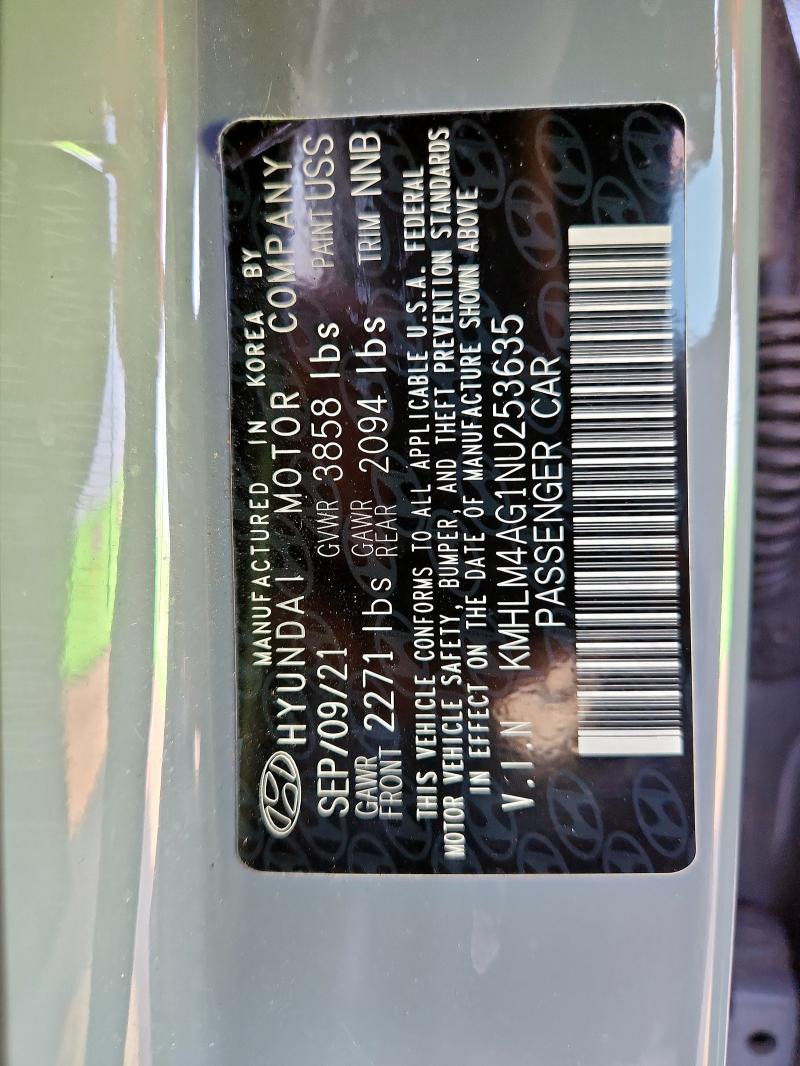 MANUFACTURED IN KOREA BY
HYUNDAI MOTOR COMPANY
SEP/09/21 GVWR 3858 lbs PAINT USS
GAWR FRONT 2271 lbs GAWR REAR 2094 lbs TRIM NNB
THIS VEHICLE CONFORMS TO ALL APPLICABLE U.S.A. FEDERAL
MOTOR VEHICLE SAFETY, BUMPER, AND THEFT PREVENTION STANDARDS
IN EFFECT ON THE DATE OF MANUFACTURE SHOWN ABOVE
V.I.N KMHLM4AG1NU253635
PASSENGER CAR